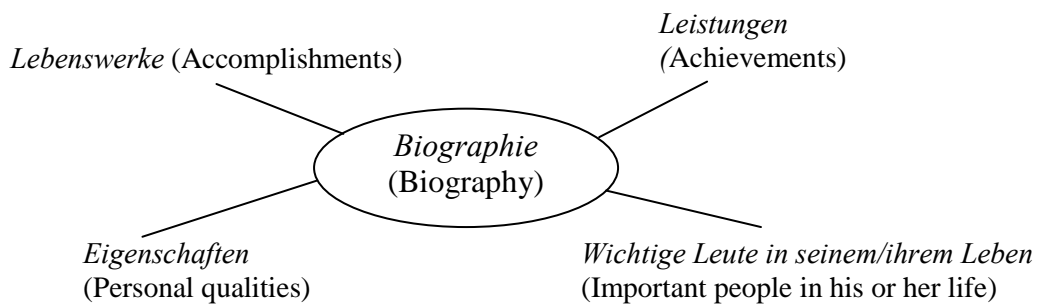 Leistungen
(Achievements)
Lebenswerke (Accomplishments)
Biographie
(Biography)
Eigenschaften
(Personal qualities)
Wichtige Leute in seinem/ihrem Leben
(Important people in his or her life)